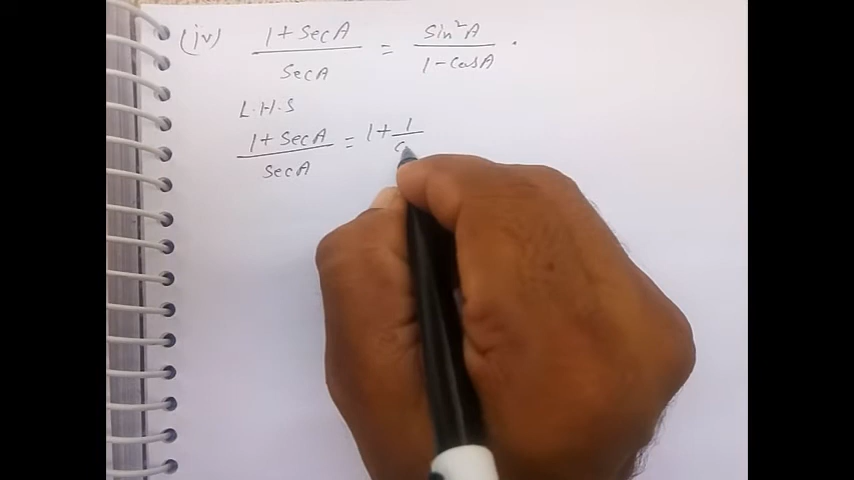 (iv) (1 + SecA)/SecA = Sin²A/(1 - CosA).
L.H.S
(1 + SecA)/SecA = 1 + 1/c